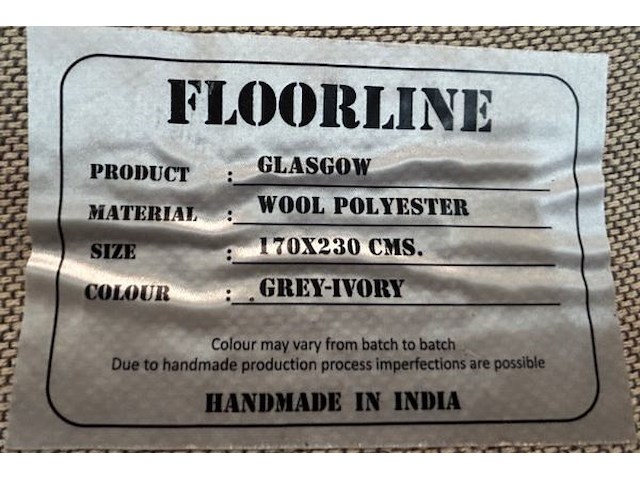 FLOORLINE
PRODUCT : GLASGOW
MATERIAL : WOOL POLYESTER
SIZE : 170X230 CMS.
COLOUR : GREY-IVORY
Colour may vary from batch to batch
Due to handmade production process imperfections are possible
HANDMADE IN INDIA